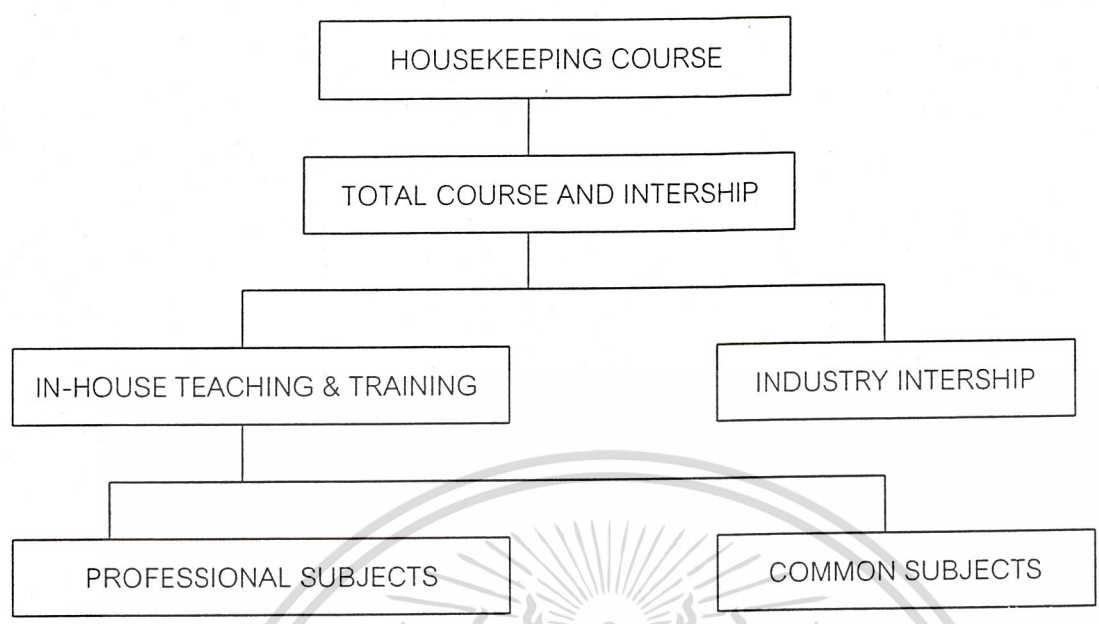 HOUSEKEEPING COURSE
TOTAL COURSE AND INTERSHIP
IN-HOUSE TEACHING & TRAINING
INDUSTRY INTERSHIP
PROFESSIONAL SUBJECTS
COMMON SUBJECTS